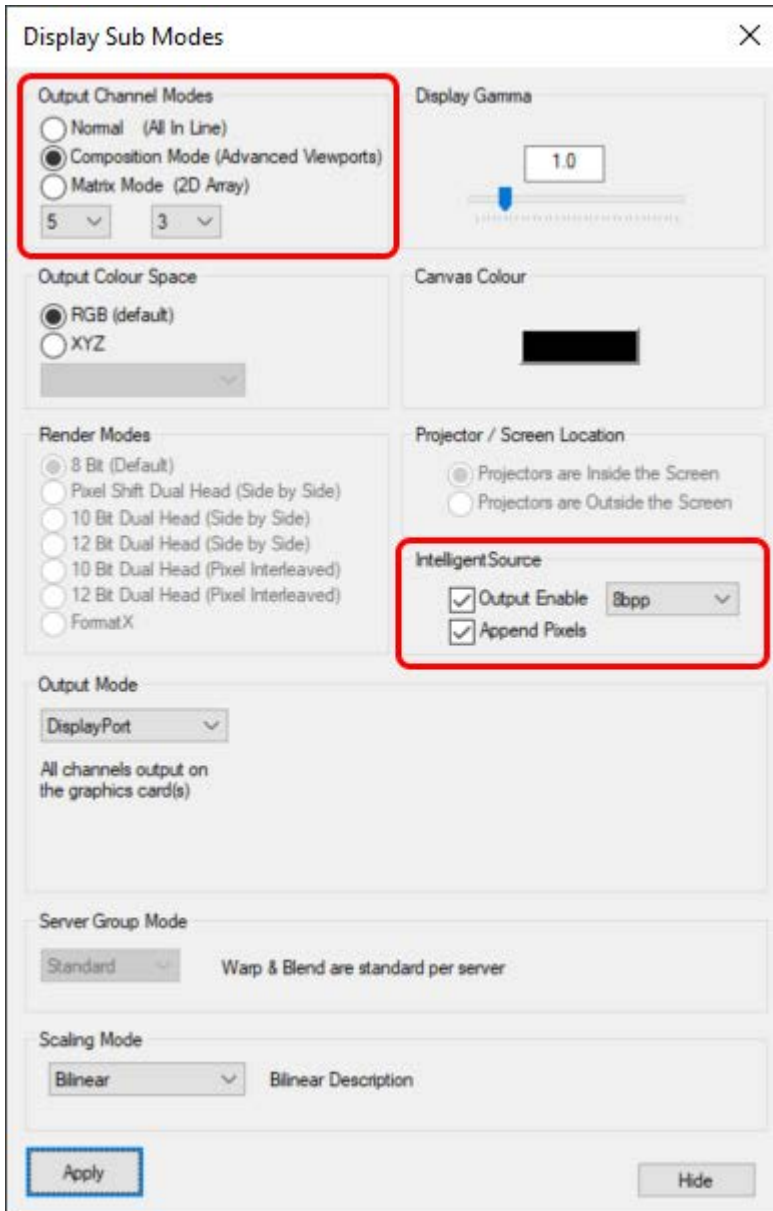 Display Sub Modes
Output Channel Modes
Normal (All In Line)
Composition Mode (Advanced Viewports)
Matrix Mode (2D Array)
5 3
Display Gamma
1.0
Output Colour Space
RGB (default)
XYZ
Canvas Colour
Render Modes
8 Bit (Default)
Pixel Shift Dual Head (Side by Side)
10 Bit Dual Head (Side by Side)
12 Bit Dual Head (Side by Side)
10 Bit Dual Head (Pixel Interleaved)
12 Bit Dual Head (Pixel Interleaved)
FormatX
Projector / Screen Location
Projectors are Inside the Screen
Projectors are Outside the Screen
IntelligentSource
Output Enable 8bpp
Append Pixels
Output Mode
DisplayPort
All channels output on
the graphics card(s)
Server Group Mode
Standard Warp & Blend are standard per server
Scaling Mode
Bilinear Bilinear Description
Apply Hide